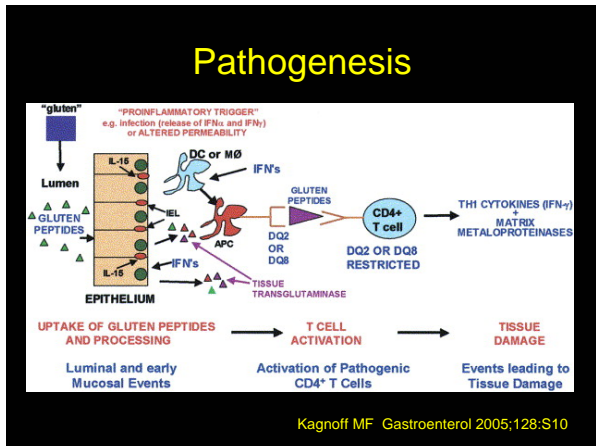 Pathogenesis
"gluten"
"PROINFLAMMATORY TRIGGER"
e.g. infection (release of IFNα and IFNγ)
or ALTERED PERMEABILITY
IL-15
DC or MØ
IFN's
Lumen
GLUTEN
PEPTIDES
IEL
APC
DQ2
OR
DQ8
GLUTEN
PEPTIDES
CD4+
T cell
DQ2 OR DQ8
RESTRICTED
TH1 CYTOKINES (IFN-γ)
+
MATRIX
METALOPROTEINASES
IL-15
IFN's
EPITHELIUM
TISSUE
TRANSGLUTAMINASE
UPTAKE OF GLUTEN PEPTIDES
AND PROCESSING
T CELL
ACTIVATION
TISSUE
DAMAGE
Luminal and early
Mucosal Events
Activation of Pathogenic
CD4⁺ T Cells
Events leading to
Tissue Damage
Kagnoff MF Gastroenterol 2005;128:S10